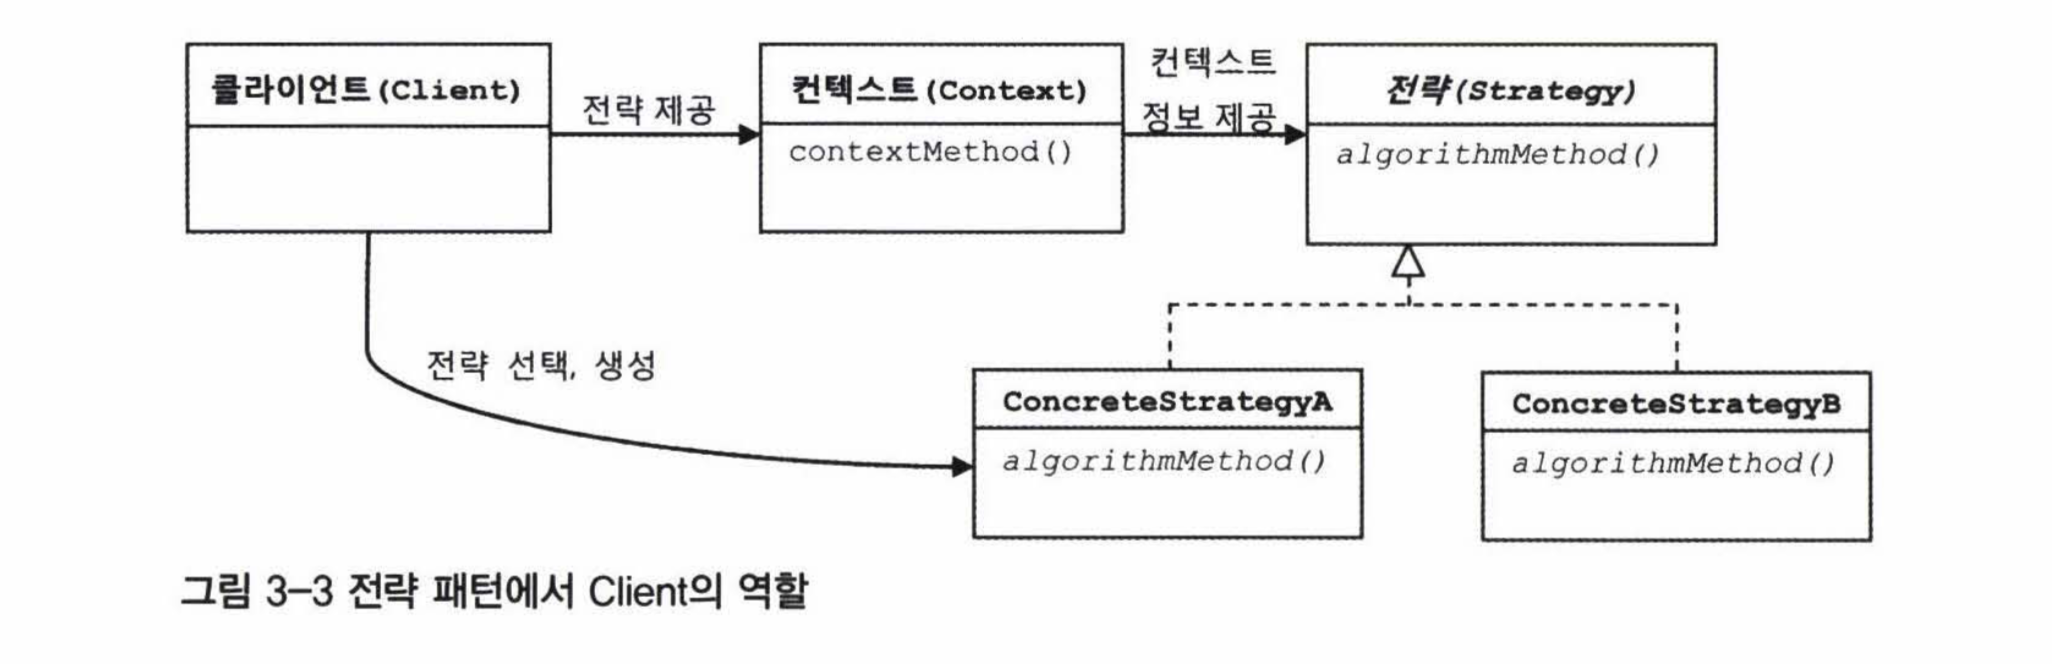 클라이언트(Client)
전략 제공
컨텍스트(Context)
contextMethod()
컨텍스트
정보 제공
전략(Strategy)
algorithmMethod()
전략 선택, 생성
ConcreteStrategyA
algorithmMethod()
ConcreteStrategyB
algorithmMethod()
그림 3-3 전략 패턴에서 Client의 역할